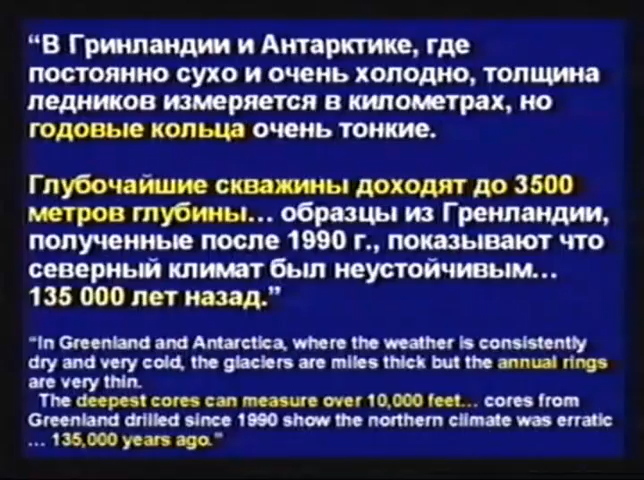 “В Гринландии и Антарктике, где
постоянно сухо и очень холодно, толщина
ледников измеряется в километрах, но
годовые кольца очень тонкие.
Глубочайшие скважины доходят до 3500
метров глубины... образцы из Гренландии,
полученные после 1990 г., показывают что
северный климат был неустойчивым...
135 000 лет назад.”
“In Greenland and Antarctica, where the weather is consistently
dry and very cold, the glaciers are miles thick but the annual rings
are very thin.
The deepest cores can measure over 10,000 feet... cores from
Greenland drilled since 1990 show the northern climate was erratic
... 135,000 years ago.”